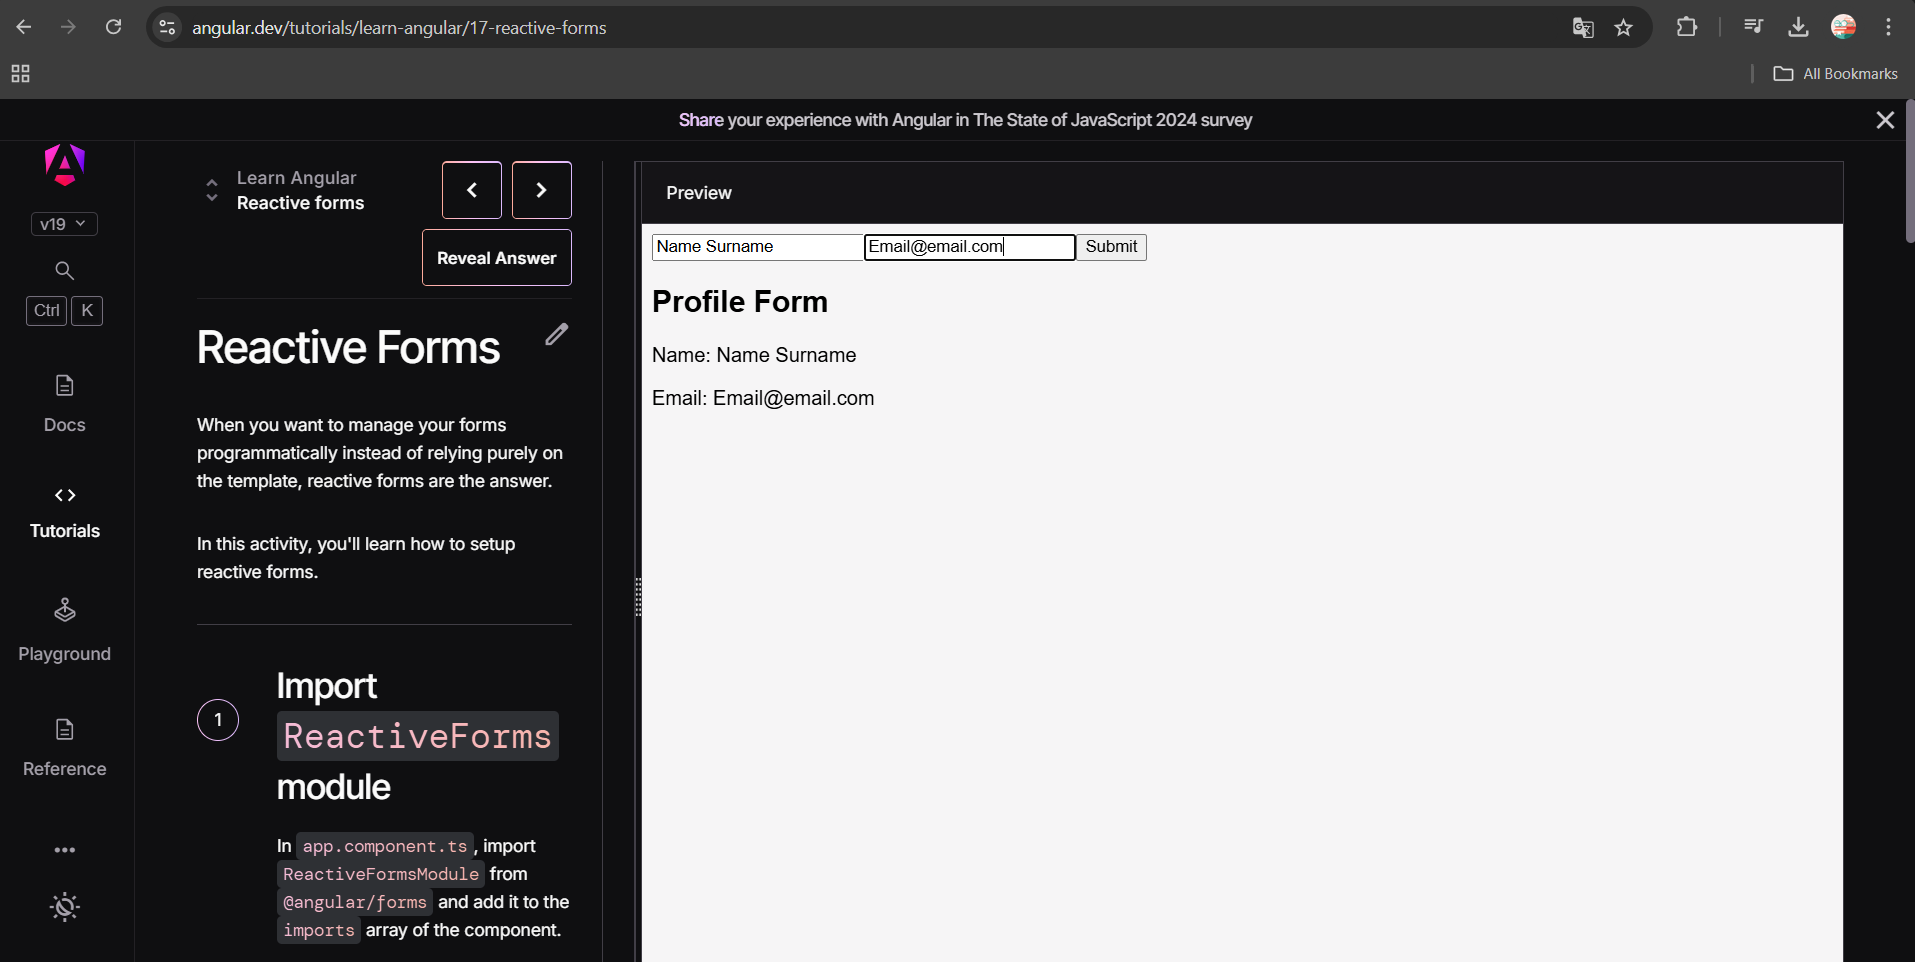 angular.dev/tutorials/learn-angular/17-reactive-forms
All Bookmarks
Share your experience with Angular in The State of JavaScript 2024 survey
v19
Ctrl K
Docs
Tutorials
Playground
Reference
Learn Angular
Reactive forms
Reveal Answer
Reactive Forms
When you want to manage your forms
programmatically instead of relying purely on
the template, reactive forms are the answer.
In this activity, you'll learn how to setup
reactive forms.
1
Import
ReactiveForms
module
In app.component.ts, import
ReactiveFormsModule from
@angular/forms and add it to the
imports array of the component.
Preview
Name Surname Email@email.com Submit
Profile Form
Name: Name Surname
Email: Email@email.com